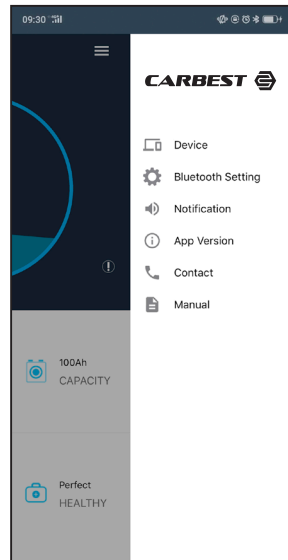 09:30
CARBEST
Device
Bluetooth Setting
Notification
App Version
Contact
Manual
100Ah
CAPACITY
Perfect
HEALTHY